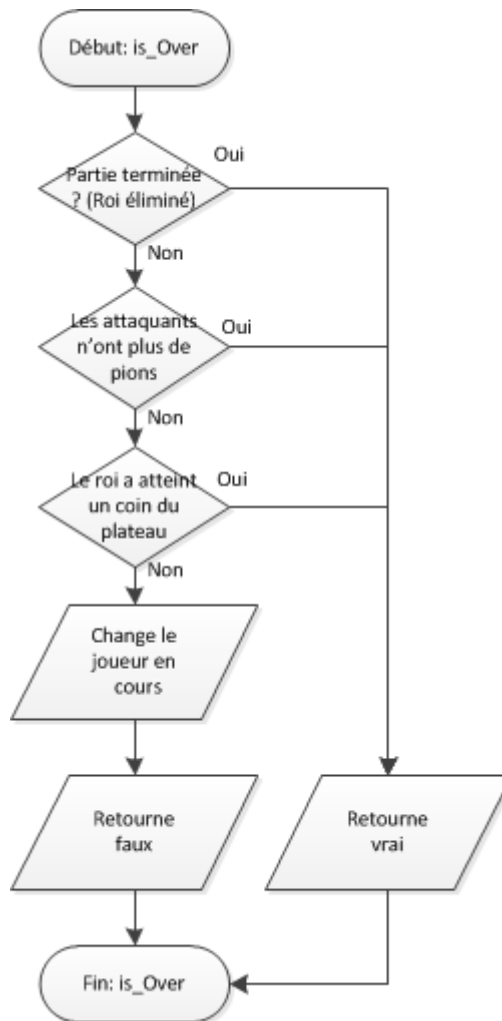 Début: is_Over
Oui
Partie terminée
? (Roi éliminé)
Non
Les attaquants
n'ont plus de
pions
Oui
Non
Le roi a atteint
un coin du
plateau
Oui
Non
Change le
joueur en
cours
Retourne
faux
Retourne
vrai
Fin: is_Over